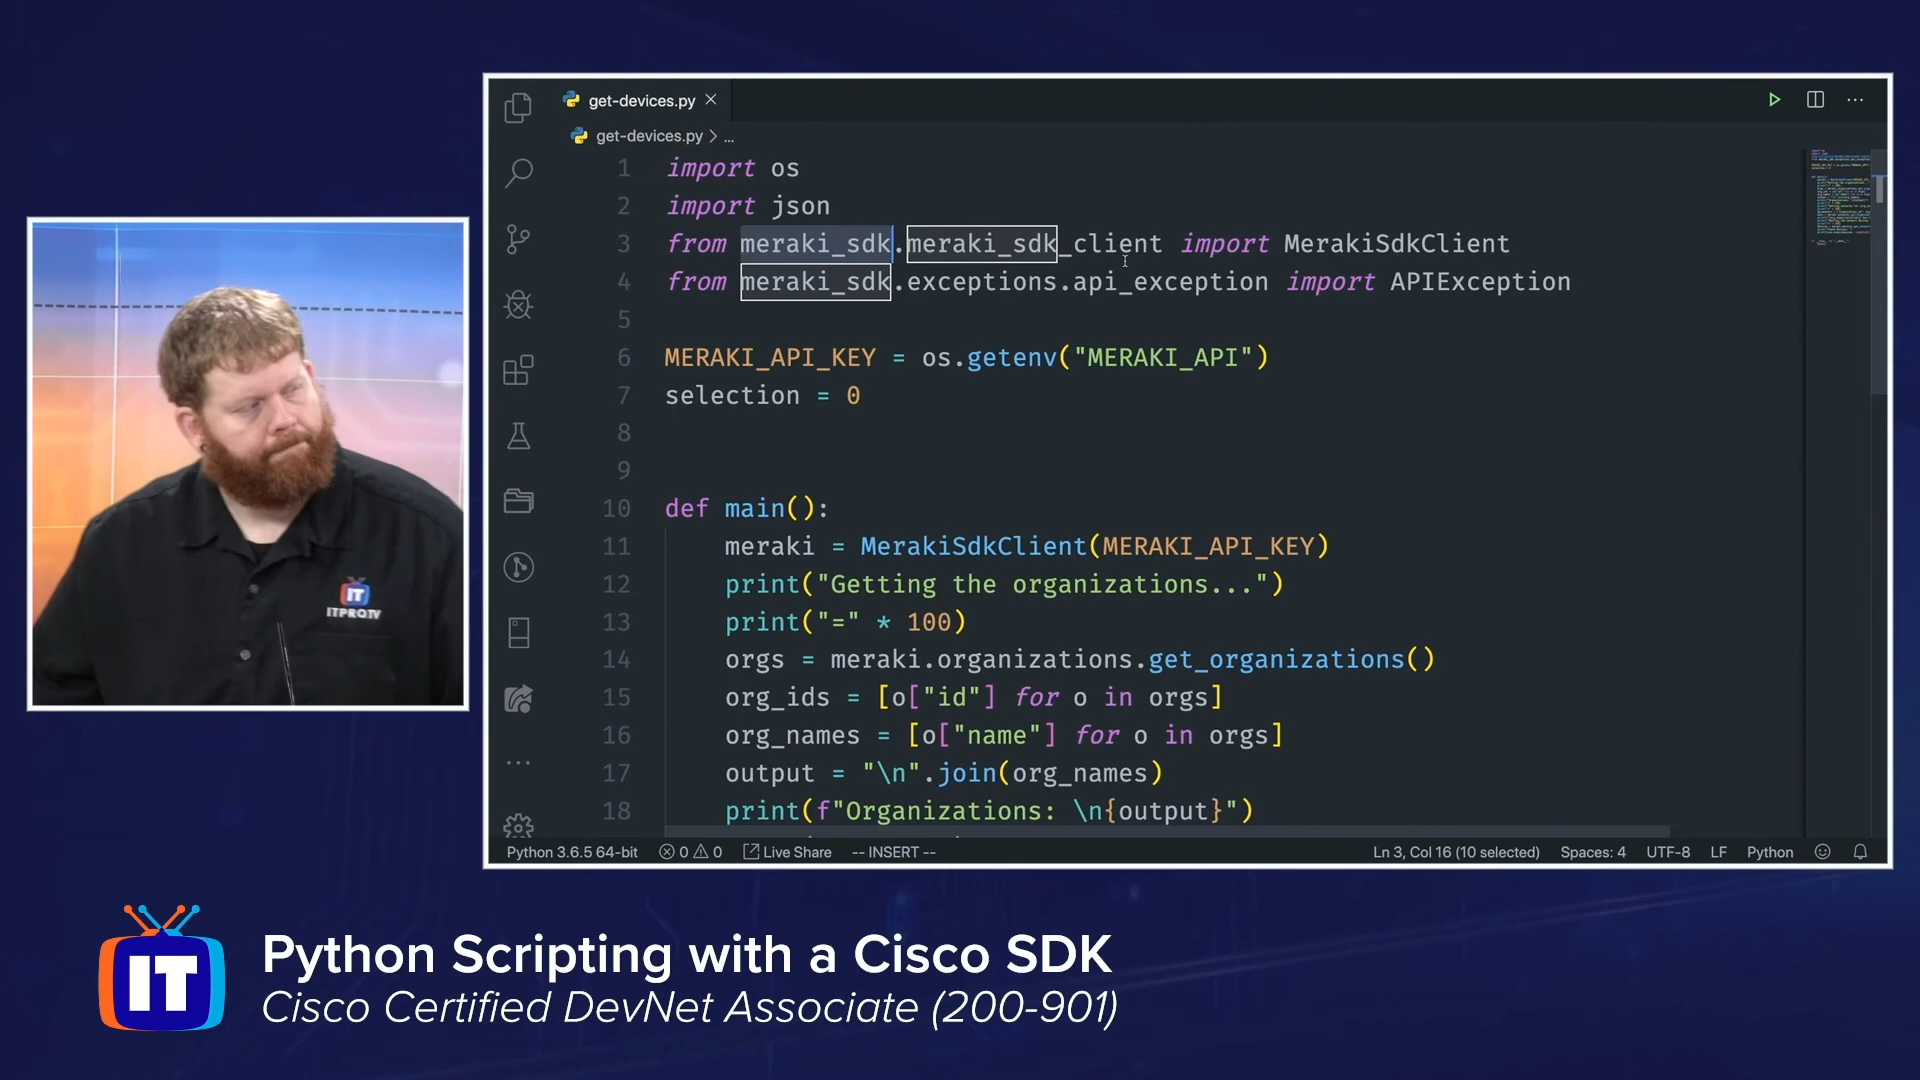 get-devices.py
get-devices.py > ...
1 import os
2 import json
3 from meraki_sdk.meraki_sdk_client import MerakiSdkClient
4 from meraki_sdk.exceptions.api_exception import APIException
5
6 MERAKI_API_KEY = os.getenv("MERAKI_API")
7 selection = 0
8
9
10 def main():
11     meraki = MerakiSdkClient(MERAKI_API_KEY)
12     print("Getting the organizations...")
13     print("=" * 100)
14     orgs = meraki.organizations.get_organizations()
15     org_ids = [o["id"] for o in orgs]
16     org_names = [o["name"] for o in orgs]
17     output = "\n".join(org_names)
18     print(f"Organizations: \n{output}")
Python 3.6.5 64-bit 0 0 Live Share -- INSERT -- Ln 3, Col 16 (10 selected) Spaces: 4 UTF-8 LF Python
IT
ITPROTV
IT
Python Scripting with a Cisco SDK
Cisco Certified DevNet Associate (200-901)